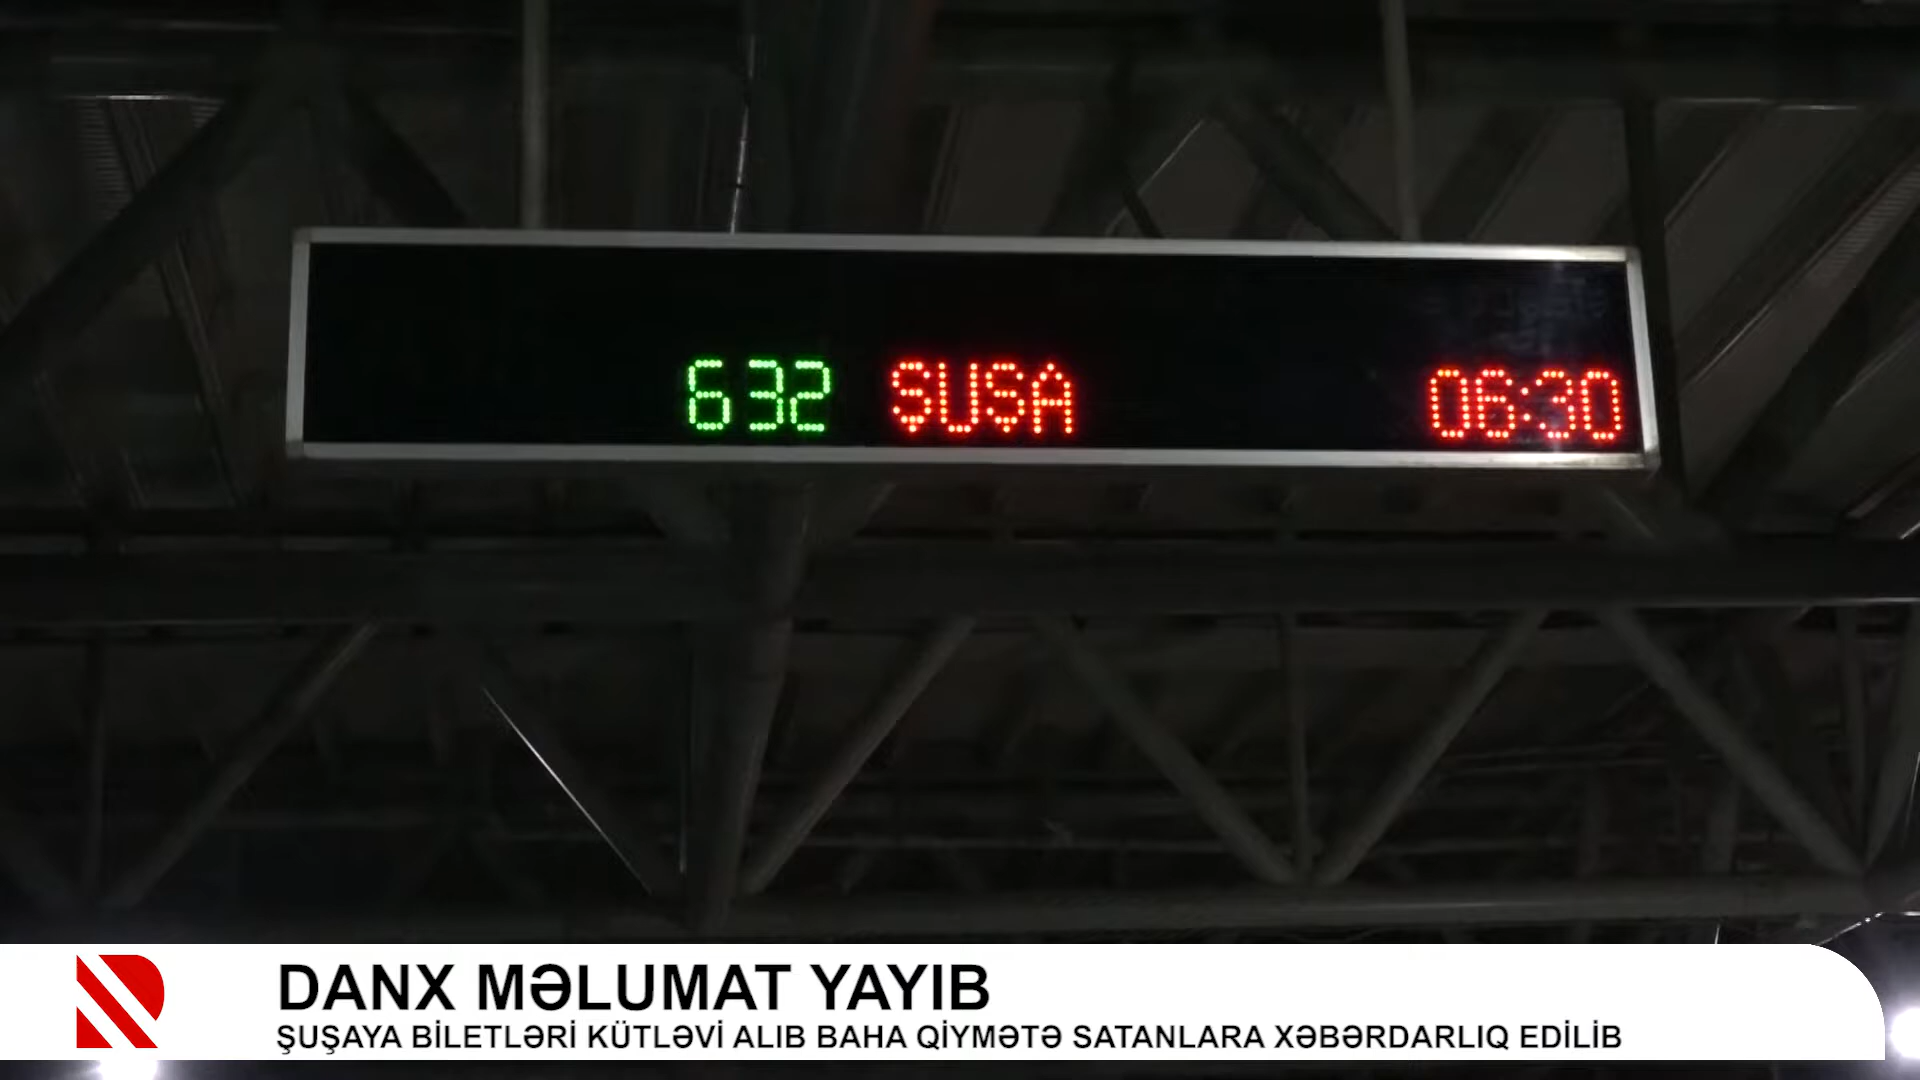 632 ŞUŞA 06:30
DANX MƏLUMAT YAYIB
ŞUŞAYA BİLETLƏRİ KÜTLƏVİ ALIB BAHA QİYMƏTƏ SATANLARA XƏBƏRDARLIQ EDİLİB